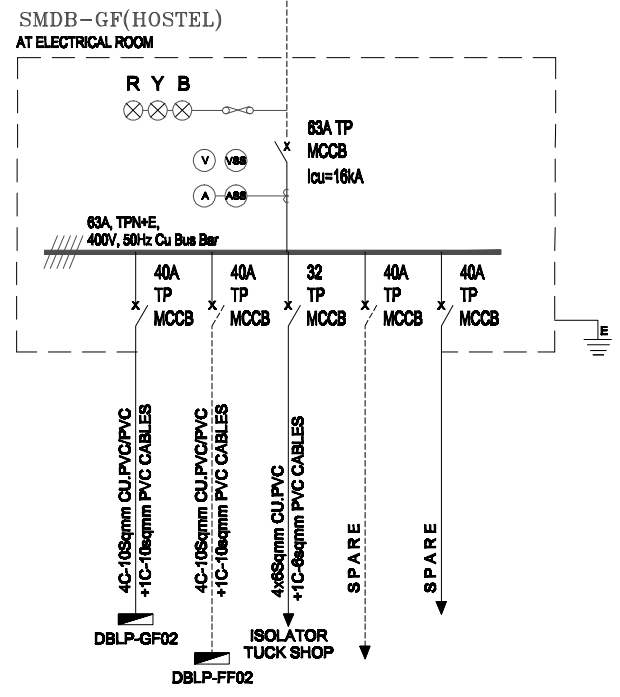 SMDB-GF(HOSTEL)
AT ELECTRICAL ROOM
R Y B
63A TP
MCCB
Icu=16kA
V VSS
A ASS
63A, TPN+E,
400V, 50Hz Cu Bus Bar
40A
TP
MCCB
40A
TP
MCCB
32
TP
MCCB
40A
TP
MCCB
40A
TP
MCCB
E
4C-10Sqmm CU.PVC/PVC
+1C-10sqmm PVC CABLES
4C-10Sqmm CU.PVC/PVC
+1C-10sqmm PVC CABLES
4x6Sqmm CU.PVC
+1C-6sqmm PVC CABLES
SPARE
SPARE
DBLP-GF02
DBLP-FF02
ISOLATOR
TUCK SHOP